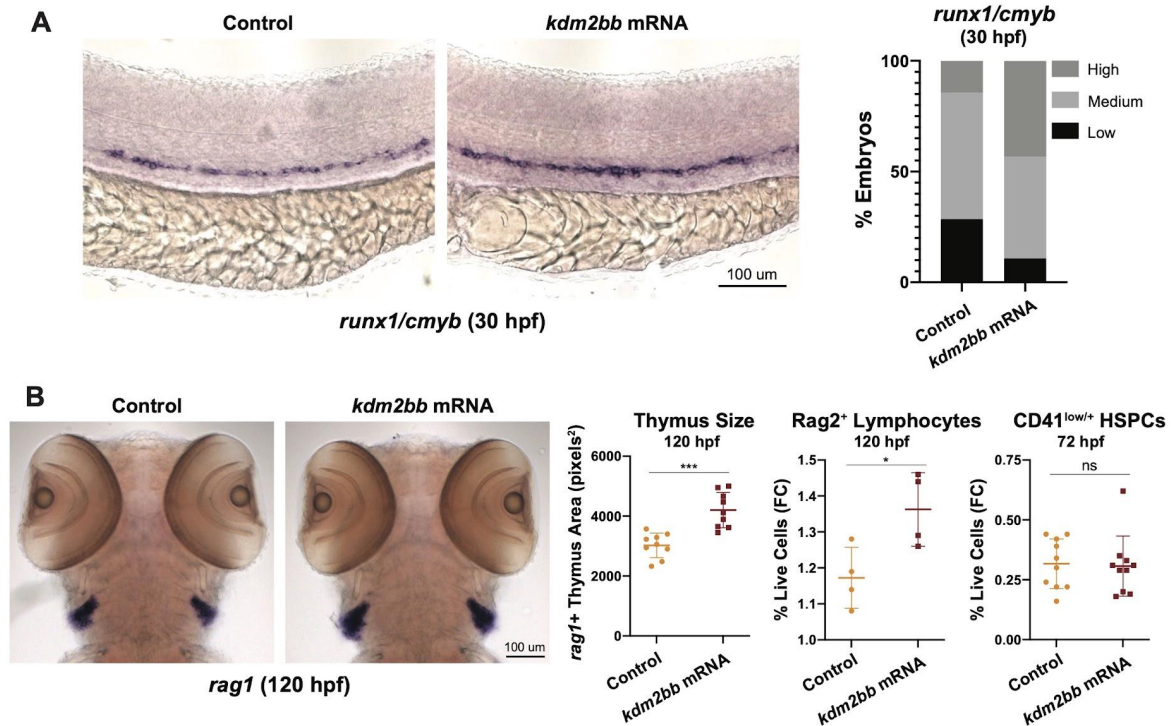 A
Control
kdm2bb mRNA
100 um
runx1/cmyb (30 hpf)
runx1/cmyb
(30 hpf)
% Embryos
100
50
0
High
Medium
Low
Control
kdm2bb mRNA
B
Control
kdm2bb mRNA
100 um
rag1 (120 hpf)
Thymus Size
120 hpf
rag1+ Thymus Area (pixels²)
6000
4000
2000
0
***
Control
kdm2bb mRNA
Rag2⁺ Lymphocytes
120 hpf
% Live Cells (FC)
1.5
1.4
1.3
1.2
1.1
1.0
*
Control
kdm2bb mRNA
CD41ˡᵒʷ/⁺ HSPCs
72 hpf
% Live Cells (FC)
0.75
0.50
0.25
0.00
ns
Control
kdm2bb mRNA